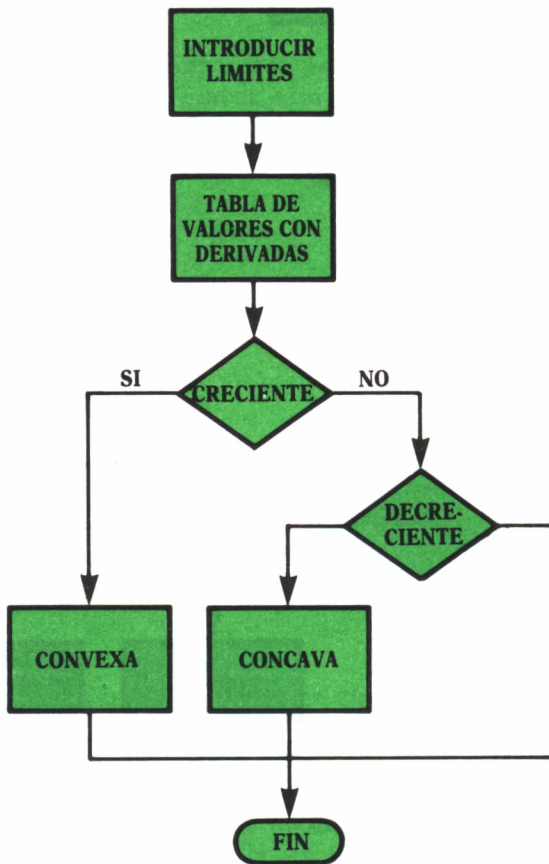 INTRODUCIR
LIMITES
TABLA DE
VALORES CON
DERIVADAS
SI
CRECIENTE
NO
DECRE-
CIENTE
CONVEXA
CONCAVA
FIN